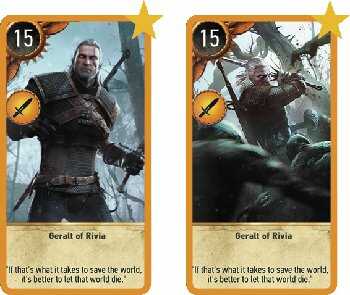 15
Geralt of Rivia
"If that's what it takes to save the world,
it's better to let that world die."
15
Geralt of Rivia
"If that's what it takes to save the world,
it's better to let that world die."